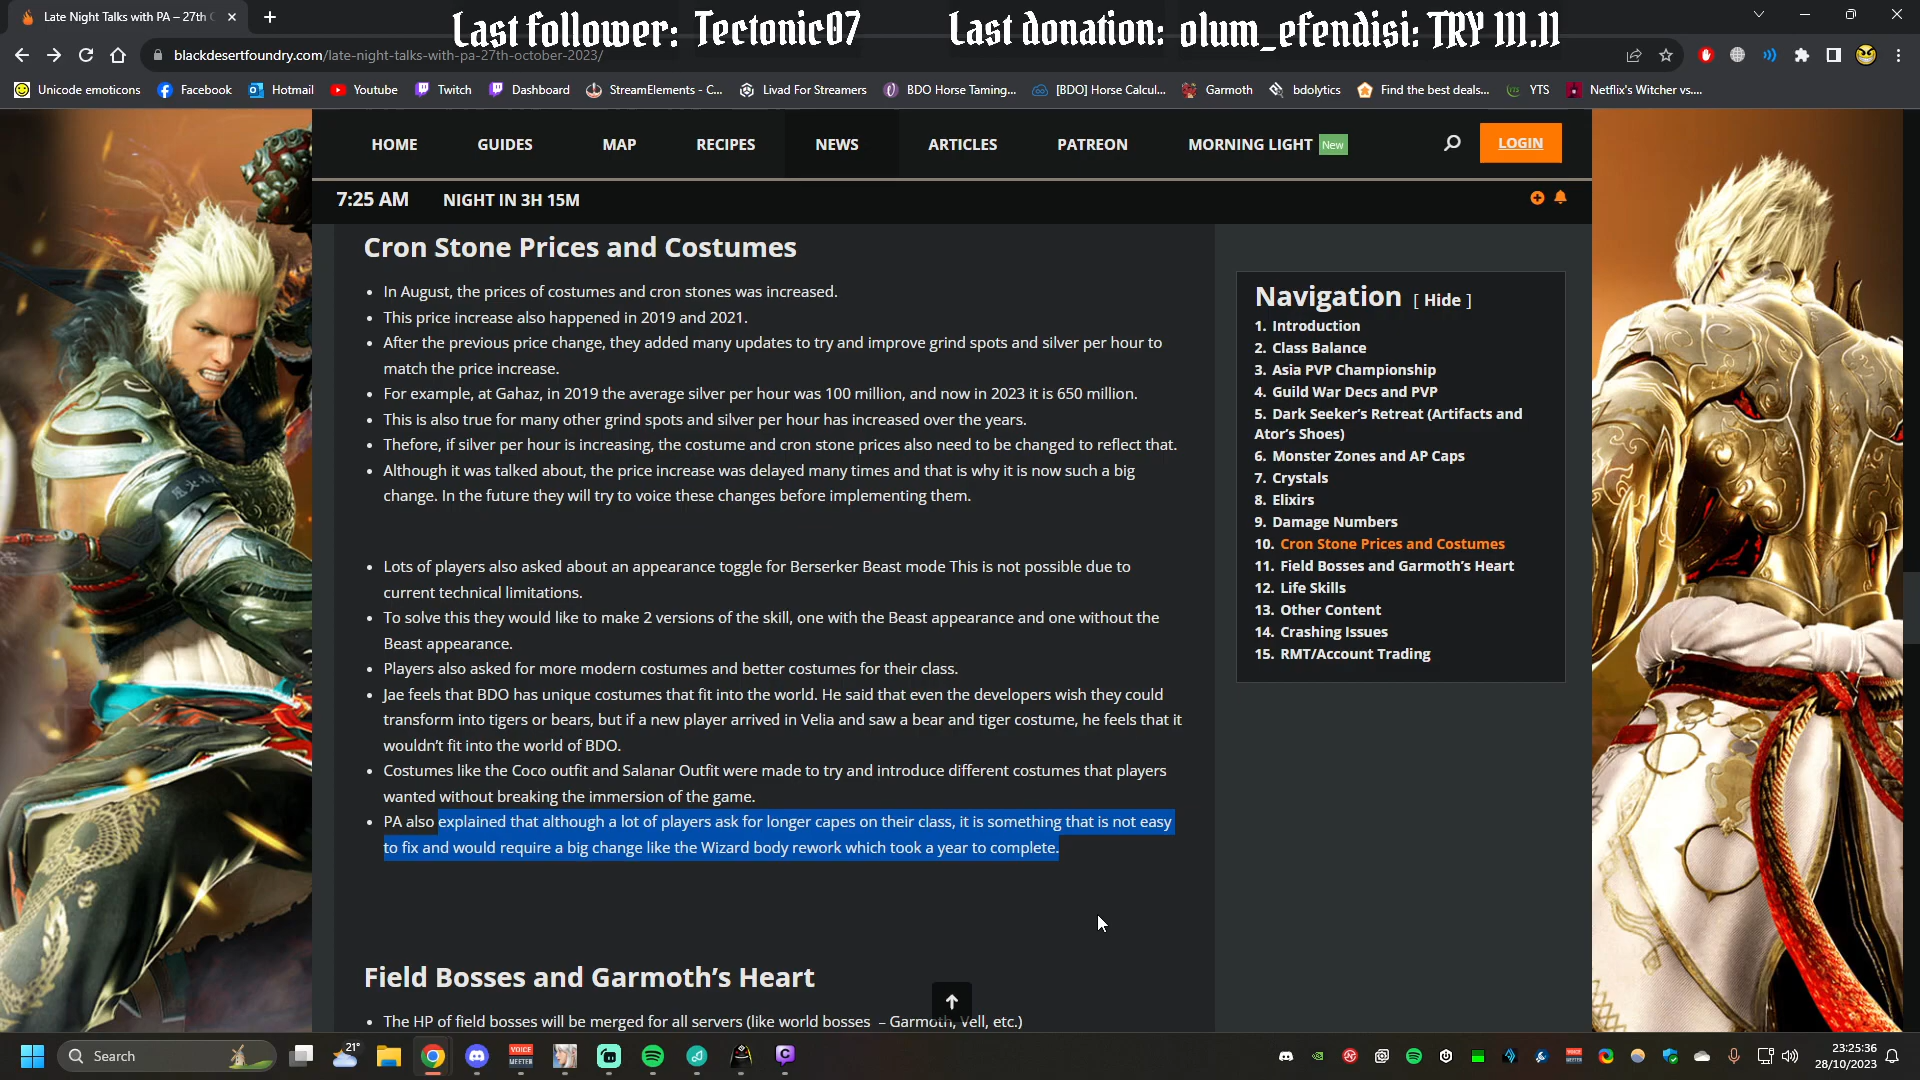 Late Night Talks with PA – 27th
Last follower: Tectonic07
Last donation: olum_efendisi: TRY 111.11
blackdesertfoundry.com/late-night-talks-with-pa-27th-october-2023/
Unicode emoticons
Facebook
Hotmail
Youtube
Twitch
Dashboard
StreamElements - C...
Livad For Streamers
BDO Horse Taming...
[BDO] Horse Calcul...
Garmoth
bdolytics
Find the best deals...
YTS
Netflix's Witcher vs....
HOME
GUIDES
MAP
RECIPES
NEWS
ARTICLES
PATREON
MORNING LIGHT New
LOGIN
7:25 AM
NIGHT IN 3H 15M
Cron Stone Prices and Costumes
• In August, the prices of costumes and cron stones was increased.
• This price increase also happened in 2019 and 2021.
• After the previous price change, they added many updates to try and improve grind spots and silver per hour to
match the price increase.
• For example, at Gahaz, in 2019 the average silver per hour was 100 million, and now in 2023 it is 650 million.
• This is also true for many other grind spots and silver per hour has increased over the years.
• Thefore, if silver per hour is increasing, the costume and cron stone prices also need to be changed to reflect that.
• Although it was talked about, the price increase was delayed many times and that is why it is now such a big
change. In the future they will try to voice these changes before implementing them.
• Lots of players also asked about an appearance toggle for Berserker Beast mode This is not possible due to
current technical limitations.
• To solve this they would like to make 2 versions of the skill, one with the Beast appearance and one without the
Beast appearance.
• Players also asked for more modern costumes and better costumes for their class.
• Jae feels that BDO has unique costumes that fit into the world. He said that even the developers wish they could
transform into tigers or bears, but if a new player arrived in Velia and saw a bear and tiger costume, he feels that it
wouldn't fit into the world of BDO.
• Costumes like the Coco outfit and Salanar Outfit were made to try and introduce different costumes that players
wanted without breaking the immersion of the game.
• PA also explained that although a lot of players ask for longer capes on their class, it is something that is not easy
to fix and would require a big change like the Wizard body rework which took a year to complete.
Field Bosses and Garmoth's Heart
• The HP of field bosses will be merged for all servers (like world bosses – Garmoth, Vell, etc.)
Navigation [ Hide ]
1. Introduction
2. Class Balance
3. Asia PVP Championship
4. Guild War Decs and PVP
5. Dark Seeker's Retreat (Artifacts and
Ator's Shoes)
6. Monster Zones and AP Caps
7. Crystals
8. Elixirs
9. Damage Numbers
10. Cron Stone Prices and Costumes
11. Field Bosses and Garmoth's Heart
12. Life Skills
13. Other Content
14. Crashing Issues
15. RMT/Account Trading
Search
21°
VOICE
MEETER
23:25:36
28/10/2023